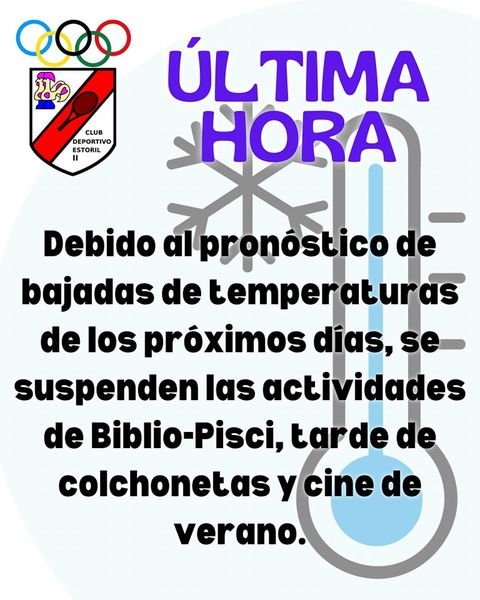 CLUB
DEPORTIVO
ESTORIL
II
ÚLTIMA
HORA
Debido al pronóstico de
bajadas de temperaturas
de los próximos días, se
suspenden las actividades
de Biblio-Pisci, tarde de
colchonetas y cine de
verano.